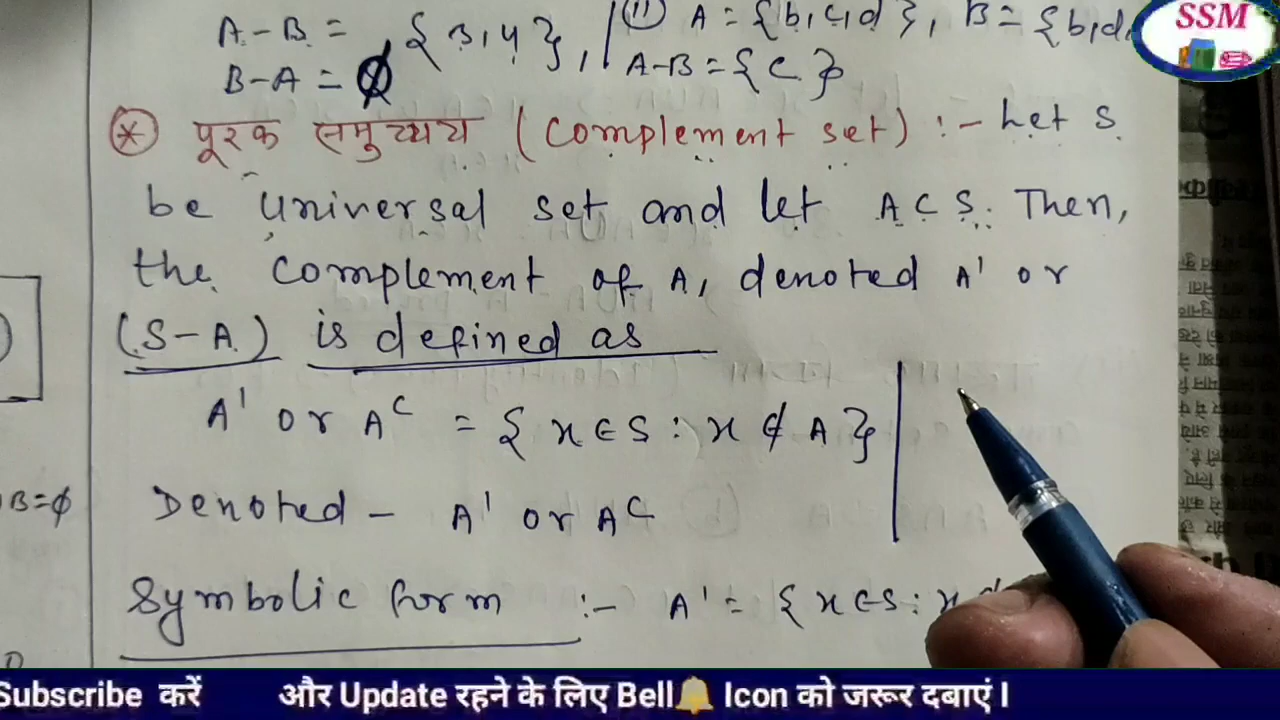 A-B = {3,4}, (ii) A = {b,c,d}, B = {b,d,
B-A = ϕ A-B = {c}
SSM
* पूरक समुच्चय (Complement set) :- Let S
be Universal set and let A⊂S. Then,
the complement of A, denoted A' or
(S-A) is defined as
A' or Aᶜ = {x∈S : x∉A}
B=ϕ
Denoted - A' or Aᶜ
Symbolic form :- A' = {x∈S : x
Subscribe करें और Update रहने के लिए Bell🔔 Icon को जरूर दबाएं I